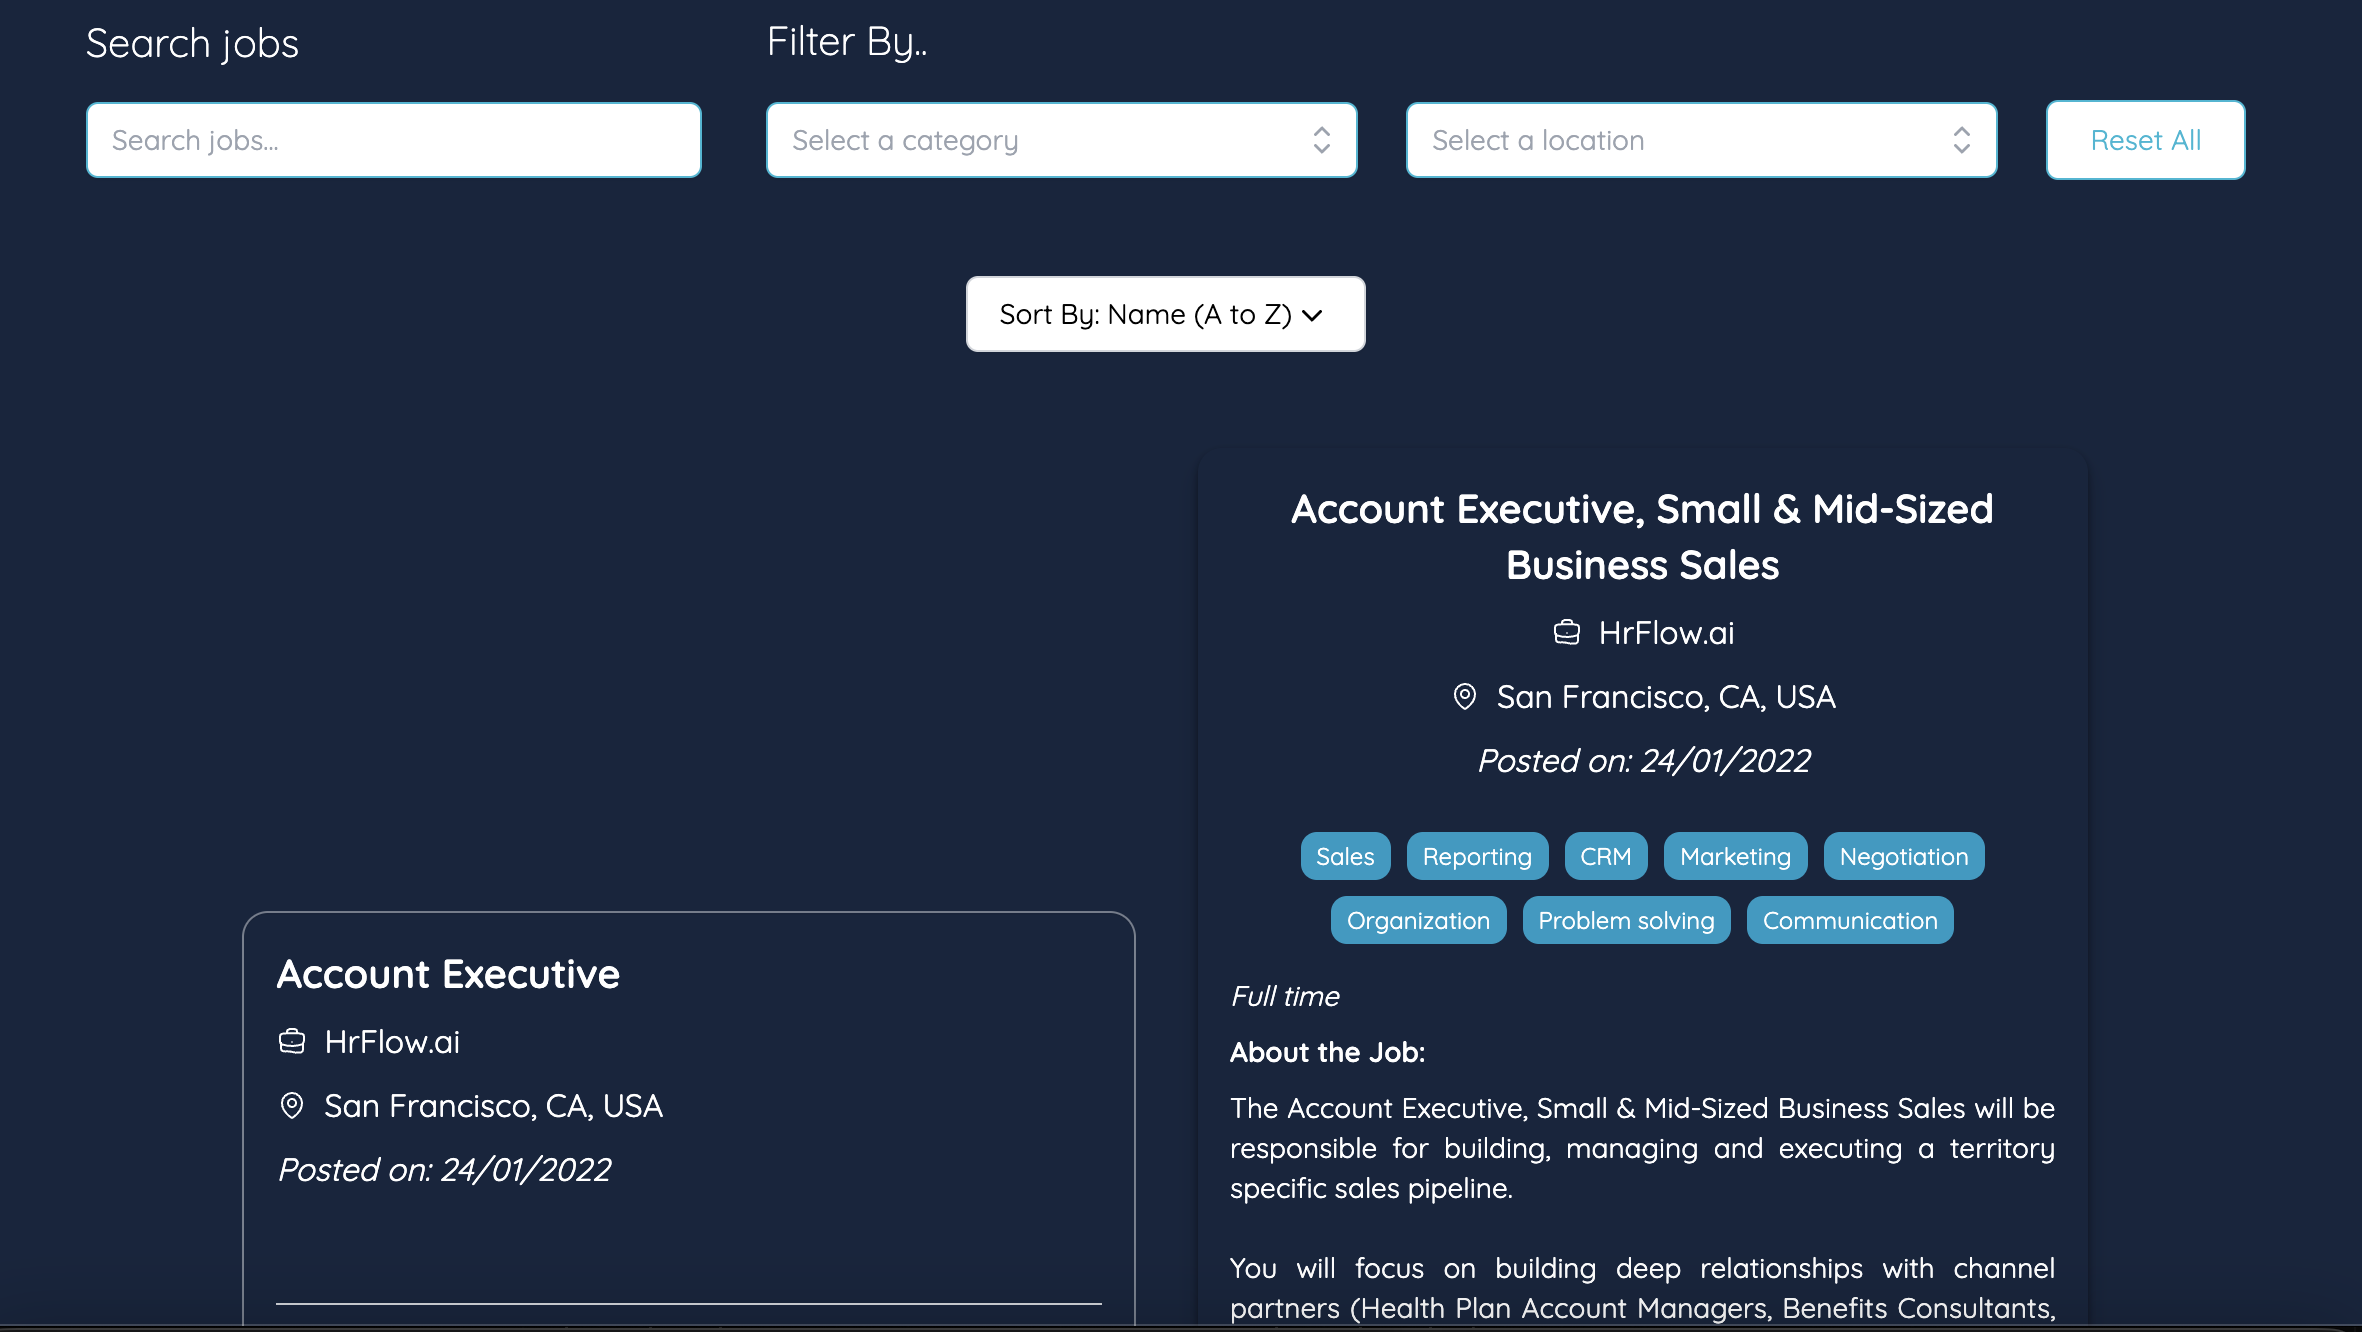 Search jobs
Filter By..
Search jobs...
Select a category
Select a location
Reset All
Sort By: Name (A to Z)
Account Executive
HrFlow.ai
San Francisco, CA, USA
Posted on: 24/01/2022
Account Executive, Small & Mid-Sized
Business Sales
HrFlow.ai
San Francisco, CA, USA
Posted on: 24/01/2022
Sales
Reporting
CRM
Marketing
Negotiation
Organization
Problem solving
Communication
Full time
About the Job:
The Account Executive, Small & Mid-Sized Business Sales will be
responsible for building, managing and executing a territory
specific sales pipeline.
You will focus on building deep relationships with channel
partners (Health Plan Account Managers, Benefits Consultants,